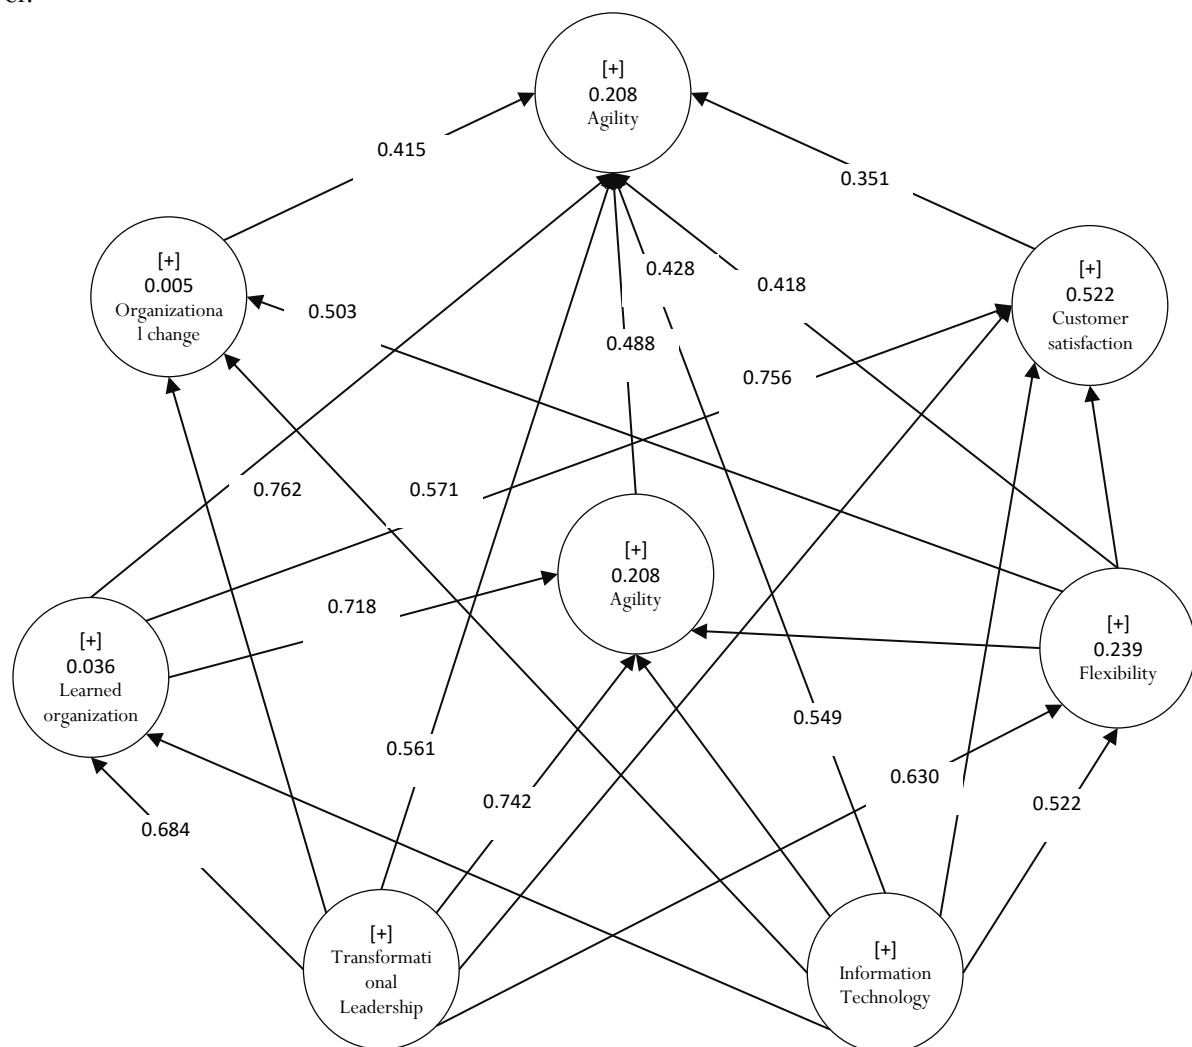 [+]
0.208
Agility
0.415
0.351
[+]
0.005
Organizationa
l change
[+]
0.522
Customer
satisfaction
0.428
0.418
0.503
0.488
0.756
0.762
0.571
[+]
0.208
Agility
0.718
[+]
0.036
Learned
organization
[+]
0.239
Flexibility
0.549
0.561
0.630
0.742
0.522
0.684
[+]
Transformati
onal
Leadership
[+]
Information
Technology